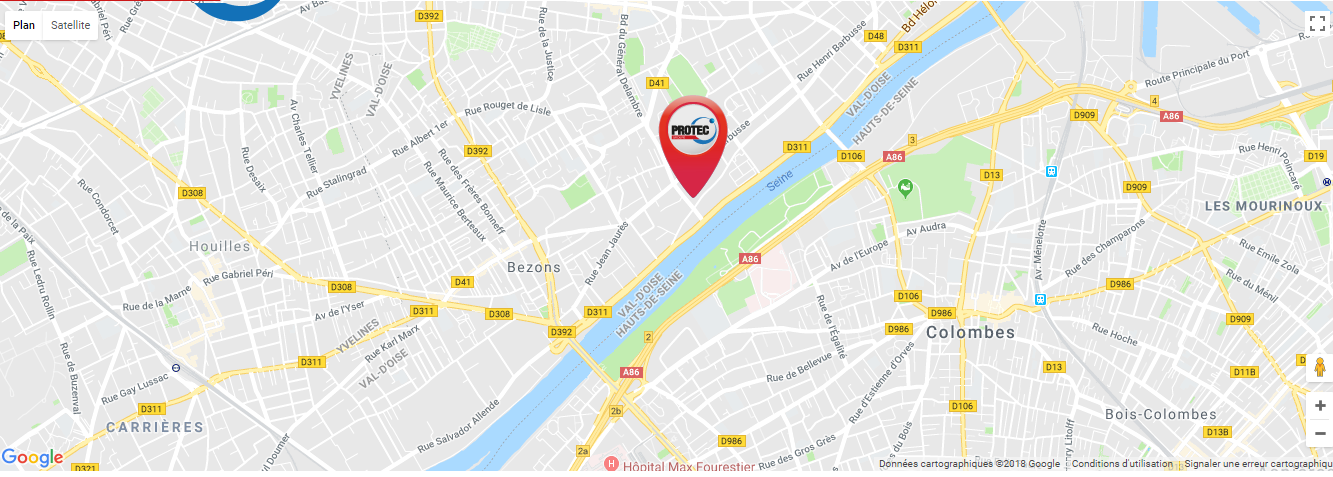 Plan
Satellite
Rue Gabriel Péri
D392
Rue de la Justice
Bd du Général Delambre
Rue Henri Barbusse
D48
D311
Bd Hélo
YVELINES
VAL-D'OISE
D41
Rue Rouget de Lisle
VAL-D'OISE
HAUTS-DE-SEINE
Route Principale du Port
4
A86
D909
Av Charles Tellier
Rue Albert 1er
PROTEC
Barbusse
3
D311
D106
A86
Rue Henri Poincaré
D19
Rue Desaix
D392
Rue des Frères Bonneff
Rue Maurice Berteaux
Rue Stalingrad
Seine
D13
D909
Rue Condorcet
D308
LES MOURINOUX
Rue de la Paix
Houilles
Rue Jean Jaurès
Av Audra
Av de l'Europe
Av. Ménelotte
Rue des Champarons
Rue Emile Zola
Rue Ledru Rollin
Rue Gabriel Péri
Bezons
A86
Rue du Ménil
Rue de la Marne
D308
D41
VAL-D'OISE
HAUTS-DE-SEINE
D986
D106
Av de l'Yser
D311
D308
D311
D986
D986
D909
Rue de l'Égalité
YVELINES
VAL-D'OISE
Rue Karl Marx
D392
2
Colombes
Rue Hoche
Rue de Buzenval
D311
Rue Gay Lussac
A86
Rue de Bellevue
Rue d'Estienne d'Orves
D13
D11B
D311
CARRIÈRES
Rue Salvador Allende
2b
D106
Bois-Colombes
D13B
D986
Rue des Gros Grès
2a
Google
D321
H
Hôpital Max Fourestier
Données cartographiques ©2018 Google
Conditions d'utilisation
Signaler une erreur cartographiqu